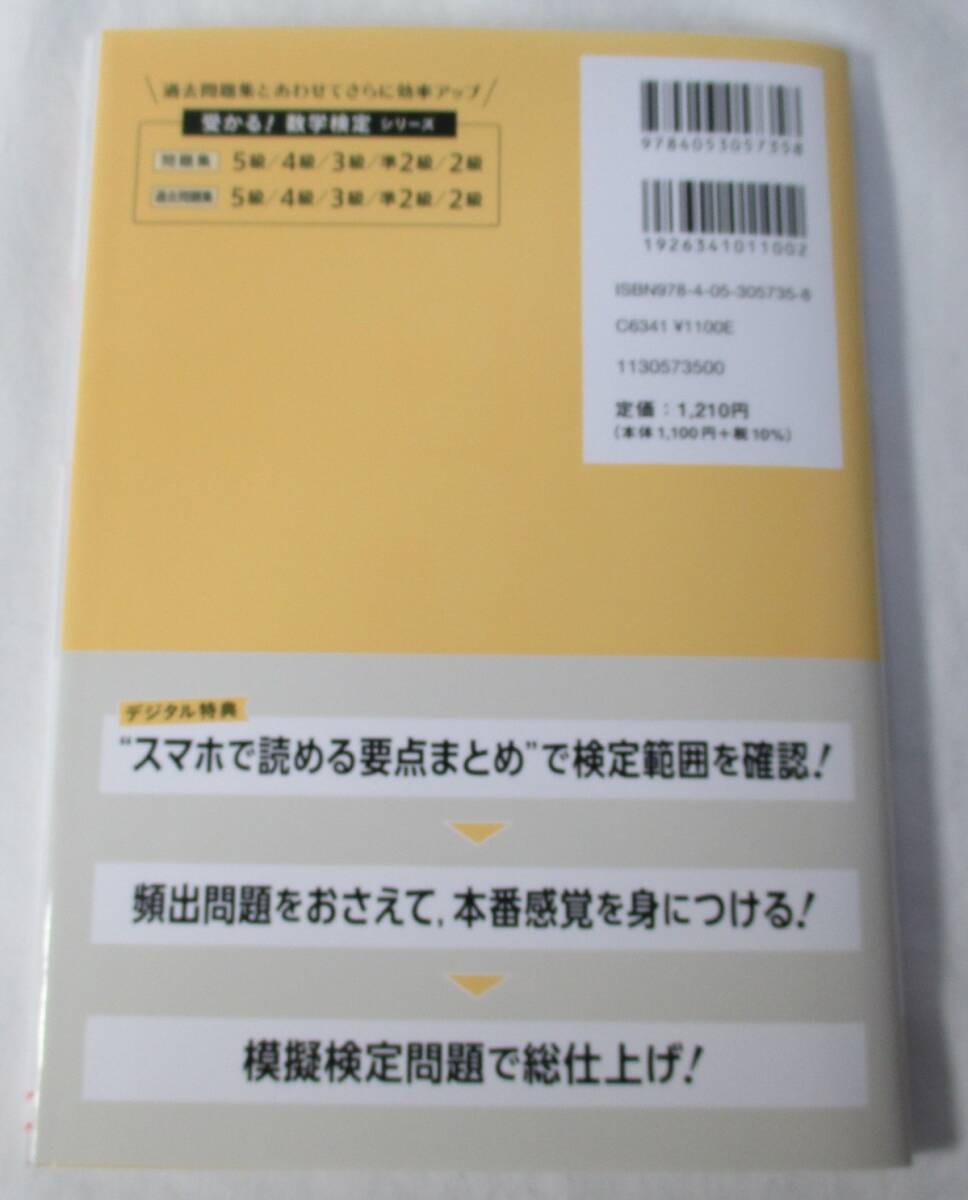 過去問題集とあわせてさらに効率アップ
受かる！数学検定 シリーズ
問題集 5級／4級／3級／準2級／2級
過去問題集 5級／4級／3級／準2級／2級
9784053057358
1926341011002
ISBN978-4-05-305735-8
C6341 ¥1100E
1130573500
定価：1,210円
(本体1,100円＋税10%)
デジタル特典
“スマホで読める要点まとめ”で検定範囲を確認！
頻出問題をおさえて，本番感覚を身につける！
模擬検定問題で総仕上げ！